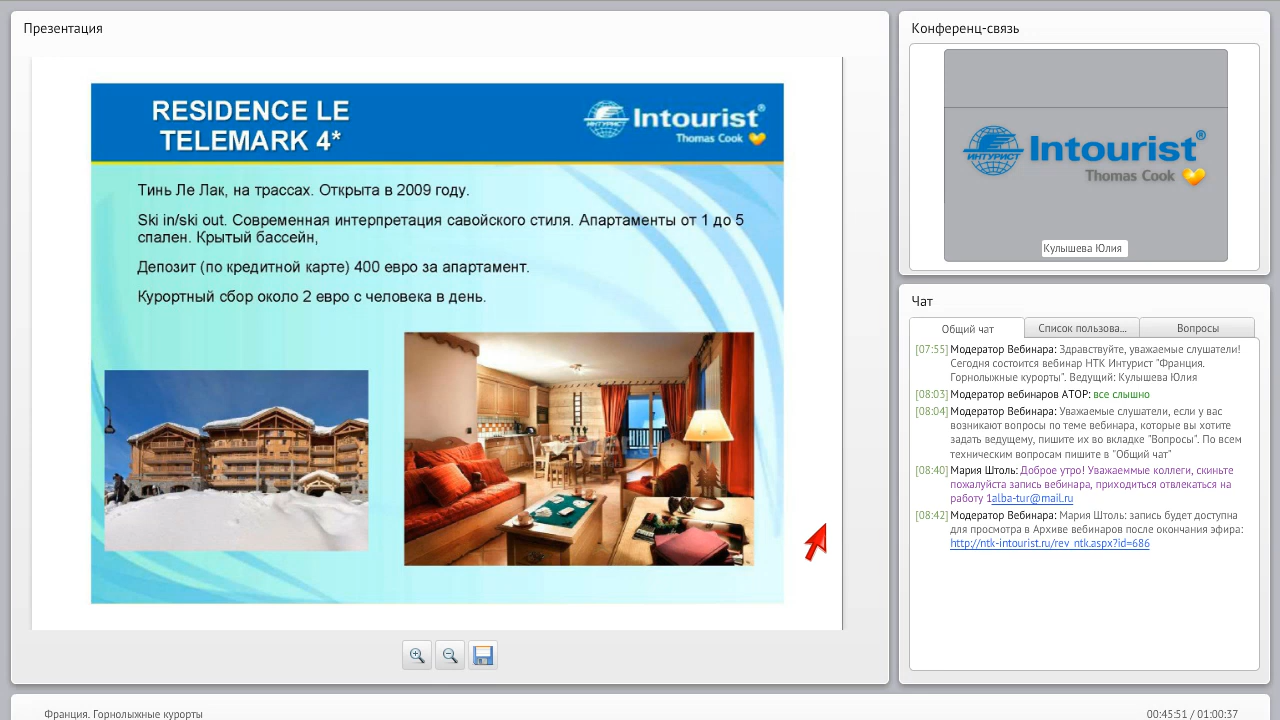 Презентация
RESIDENCE LE
TELEMARK 4*
ИНТУРИСТ
Intourist®
Thomas Cook
Тинь Ле Лак, на трассах. Открыта в 2009 году.
Ski in/ski out. Современная интерпретация савойского стиля. Апартаменты от 1 до 5
спален. Крытый бассейн,
Депозит (по кредитной карте) 400 евро за апартамент.
Курортный сбор около 2 евро с человека в день.
Конференц-связь
ИНТУРИСТ
Intourist®
Thomas Cook
Кулышева Юлия
Чат
Общий чат
Список пользова...
Вопросы
[07:55] Модератор Вебинара: Здравствуйте, уважаемые слушатели!
Сегодня состоится вебинар НТК Интурист "Франция.
Горнолыжные курорты". Ведущий: Кулышева Юлия
[08:03] Модератор вебинаров АТОР: все слышно
[08:04] Модератор Вебинара: Уважаемые слушатели, если у вас
возникают вопросы по теме вебинара, которые вы хотите
задать ведущему, пишите их во вкладке "Вопросы". По всем
техническим вопросам пишите в "Общий чат"
[08:40] Мария Штоль: Доброе утро! Уважаеммые коллеги, скиньте
пожалуйста запись вебинара, приходиться отвлекаться на
работу 1alba-tur@mail.ru
[08:42] Модератор Вебинара: Мария Штоль: запись будет доступна
для просмотра в Архиве вебинаров после окончания эфира:
http://ntk-intourist.ru/rev_ntk.aspx?id=686
Франция. Горнолыжные курорты
00:45:51 / 01:00:37